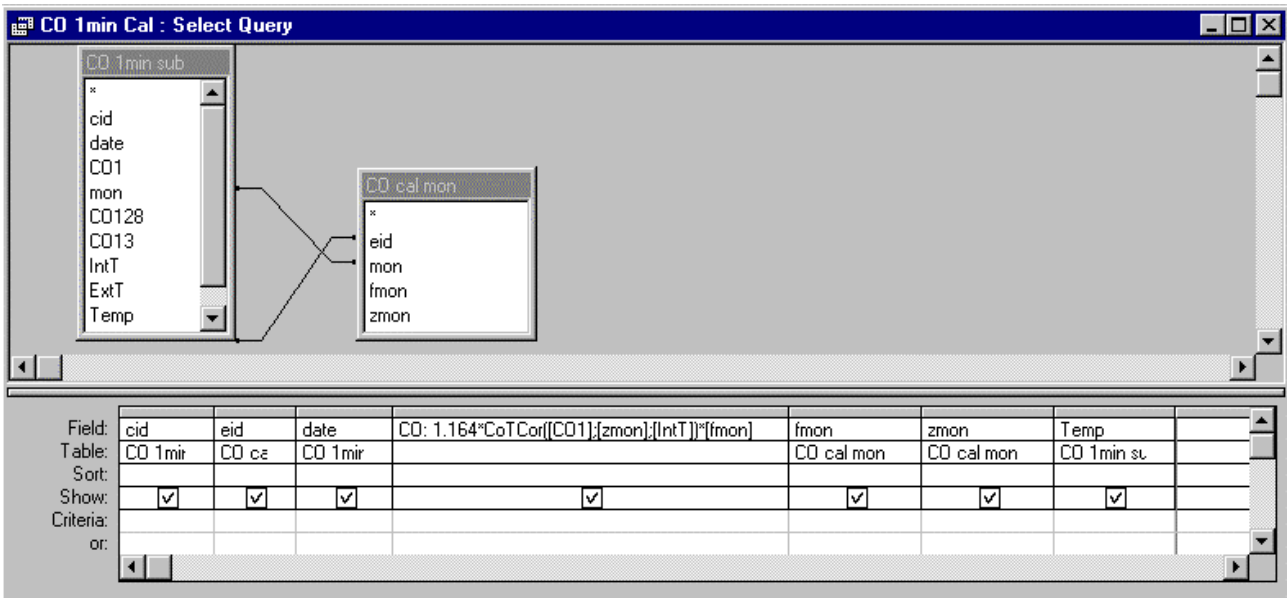 CO 1min Cal : Select Query
CO 1min sub
*
cid
date
CO1
mon
CO128
CO13
IntT
ExtT
Temp
CO cal mon
*
eid
mon
fmon
zmon
Field: cid eid date CO: 1.164*CoTCor([CO1];[zmon];[IntT])*[fmon] fmon zmon Temp
Table: CO 1mir CO ca CO 1mir CO cal mon CO cal mon CO 1min su
Sort:
Show:
Criteria:
or: